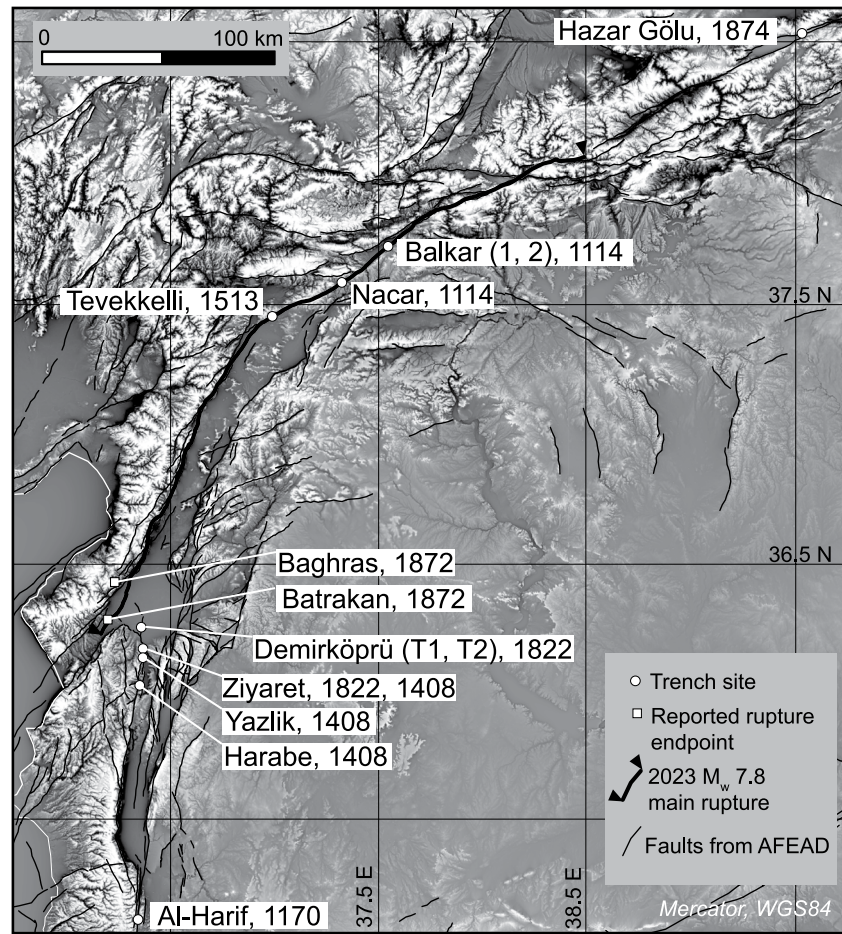 0 100 km
Hazar Gölu, 1874
Balkar (1, 2), 1114
Nacar, 1114
37.5 N
Tevekkelli, 1513
36.5 N
Baghras, 1872
Batrakan, 1872
Demirköprü (T1, T2), 1822
Ziyaret, 1822, 1408
Yazlik, 1408
Harabe, 1408
Trench site
Reported rupture
endpoint
2023 Mw 7.8
main rupture
Faults from AFEAD
37.5 E
38.5 E
Al-Harif, 1170
Mercator, WGS84